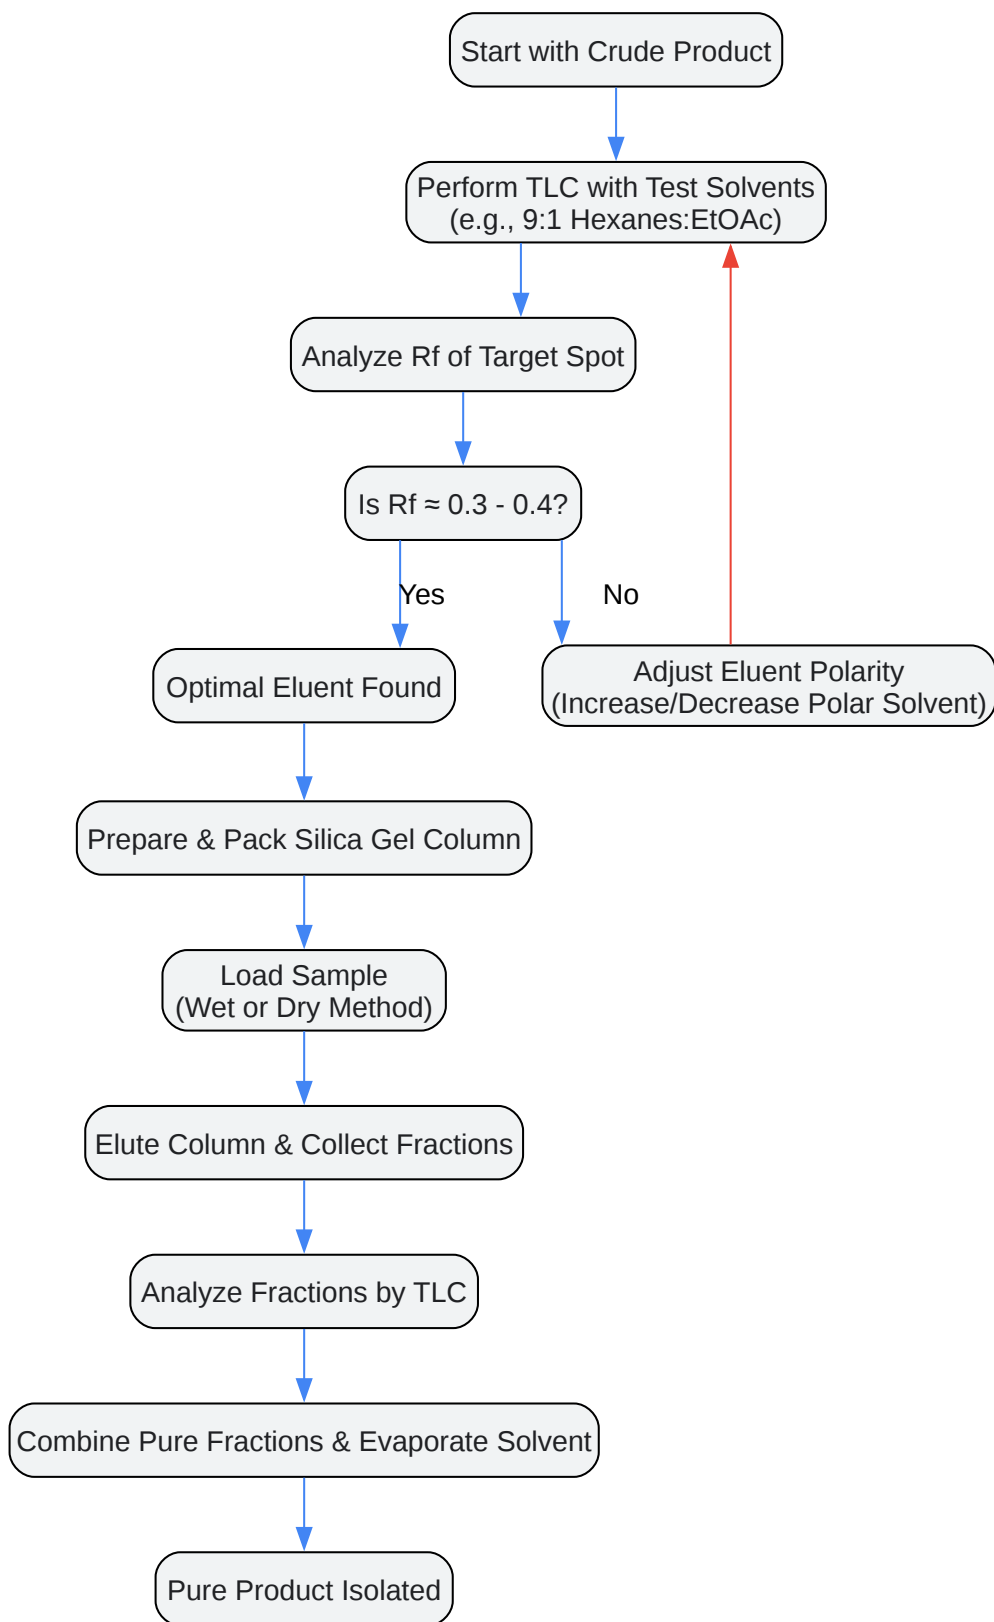 Start with Crude Product
Perform TLC with Test Solvents
(e.g., 9:1 Hexanes:EtOAc)
Analyze Rf of Target Spot
Is Rf ≈ 0.3 - 0.4?
Yes
No
Optimal Eluent Found
Adjust Eluent Polarity
(Increase/Decrease Polar Solvent)
Prepare & Pack Silica Gel Column
Load Sample
(Wet or Dry Method)
Elute Column & Collect Fractions
Analyze Fractions by TLC
Combine Pure Fractions & Evaporate Solvent
Pure Product Isolated